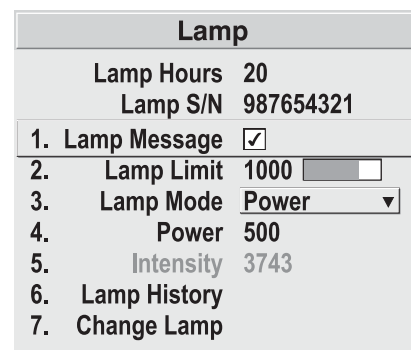 Lamp
Lamp Hours 20
Lamp S/N 987654321
1. Lamp Message
2. Lamp Limit 1000
3. Lamp Mode Power
4. Power 500
5. Intensity 3743
6. Lamp History
7. Change Lamp